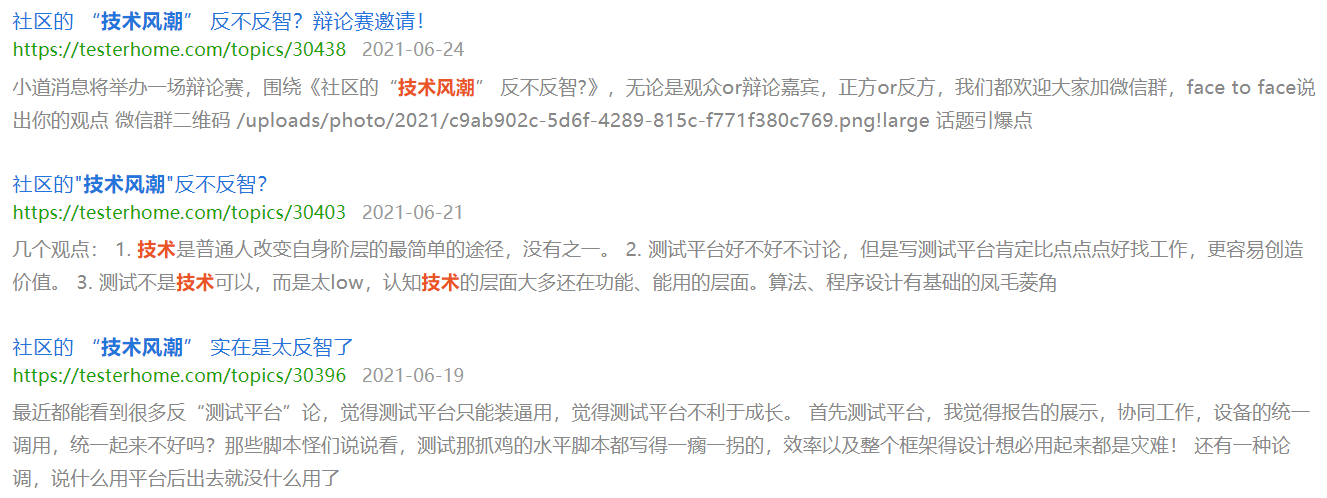 社区的 “技术风潮” 反不反智？辩论赛邀请！
https://testerhome.com/topics/30438 2021-06-24
小道消息将举办一场辩论赛，围绕《社区的“技术风潮” 反不反智?》，无论是观众or辩论嘉宾，正方or反方，我们都欢迎大家加微信群，face to face说
出你的观点 微信群二维码 /uploads/photo/2021/c9ab902c-5d6f-4289-815c-f771f380c769.png!large 话题引爆点
社区的"技术风潮"反不反智？
https://testerhome.com/topics/30403 2021-06-21
几个观点： 1. 技术是普通人改变自身阶层的最简单的途径，没有之一。 2. 测试平台好不好不讨论，但是写测试平台肯定比点点点好找工作，更容易创造
价值。 3. 测试不是技术可以，而是太low，认知技术的层面大多还在功能、能用的层面。算法、程序设计有基础的凤毛菱角
社区的 “技术风潮” 实在是太反智了
https://testerhome.com/topics/30396 2021-06-19
最近都能看到很多反“测试平台”论，觉得测试平台只能装逼用，觉得测试平台不利于成长。 首先测试平台，我觉得报告的展示，协同工作，设备的统一
调用，统一起来不好吗？那些脚本怪们说说看，测试那抓鸡的水平脚本都写得一瘸一拐的，效率以及整个框架得设计想必用起来都是灾难！ 还有一种论
调，说什么用平台后出去就没什么用了